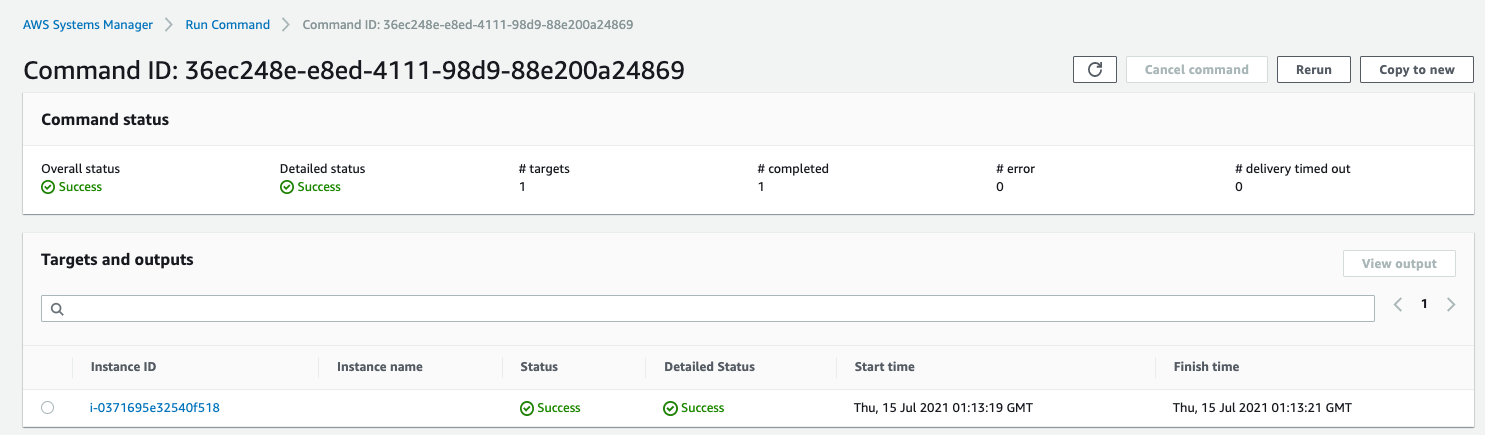 AWS Systems Manager > Run Command > Command ID: 36ec248e-e8ed-4111-98d9-88e200a24869
Command ID: 36ec248e-e8ed-4111-98d9-88e200a24869 Cancel command Rerun Copy to new
Command status
Overall status Detailed status # targets # completed # error # delivery timed out
Success Success 1 1 0 0
Targets and outputs View output
1
Instance ID Instance name Status Detailed Status Start time Finish time
i-0371695e32540f518 Success Success Thu, 15 Jul 2021 01:13:19 GMT Thu, 15 Jul 2021 01:13:21 GMT